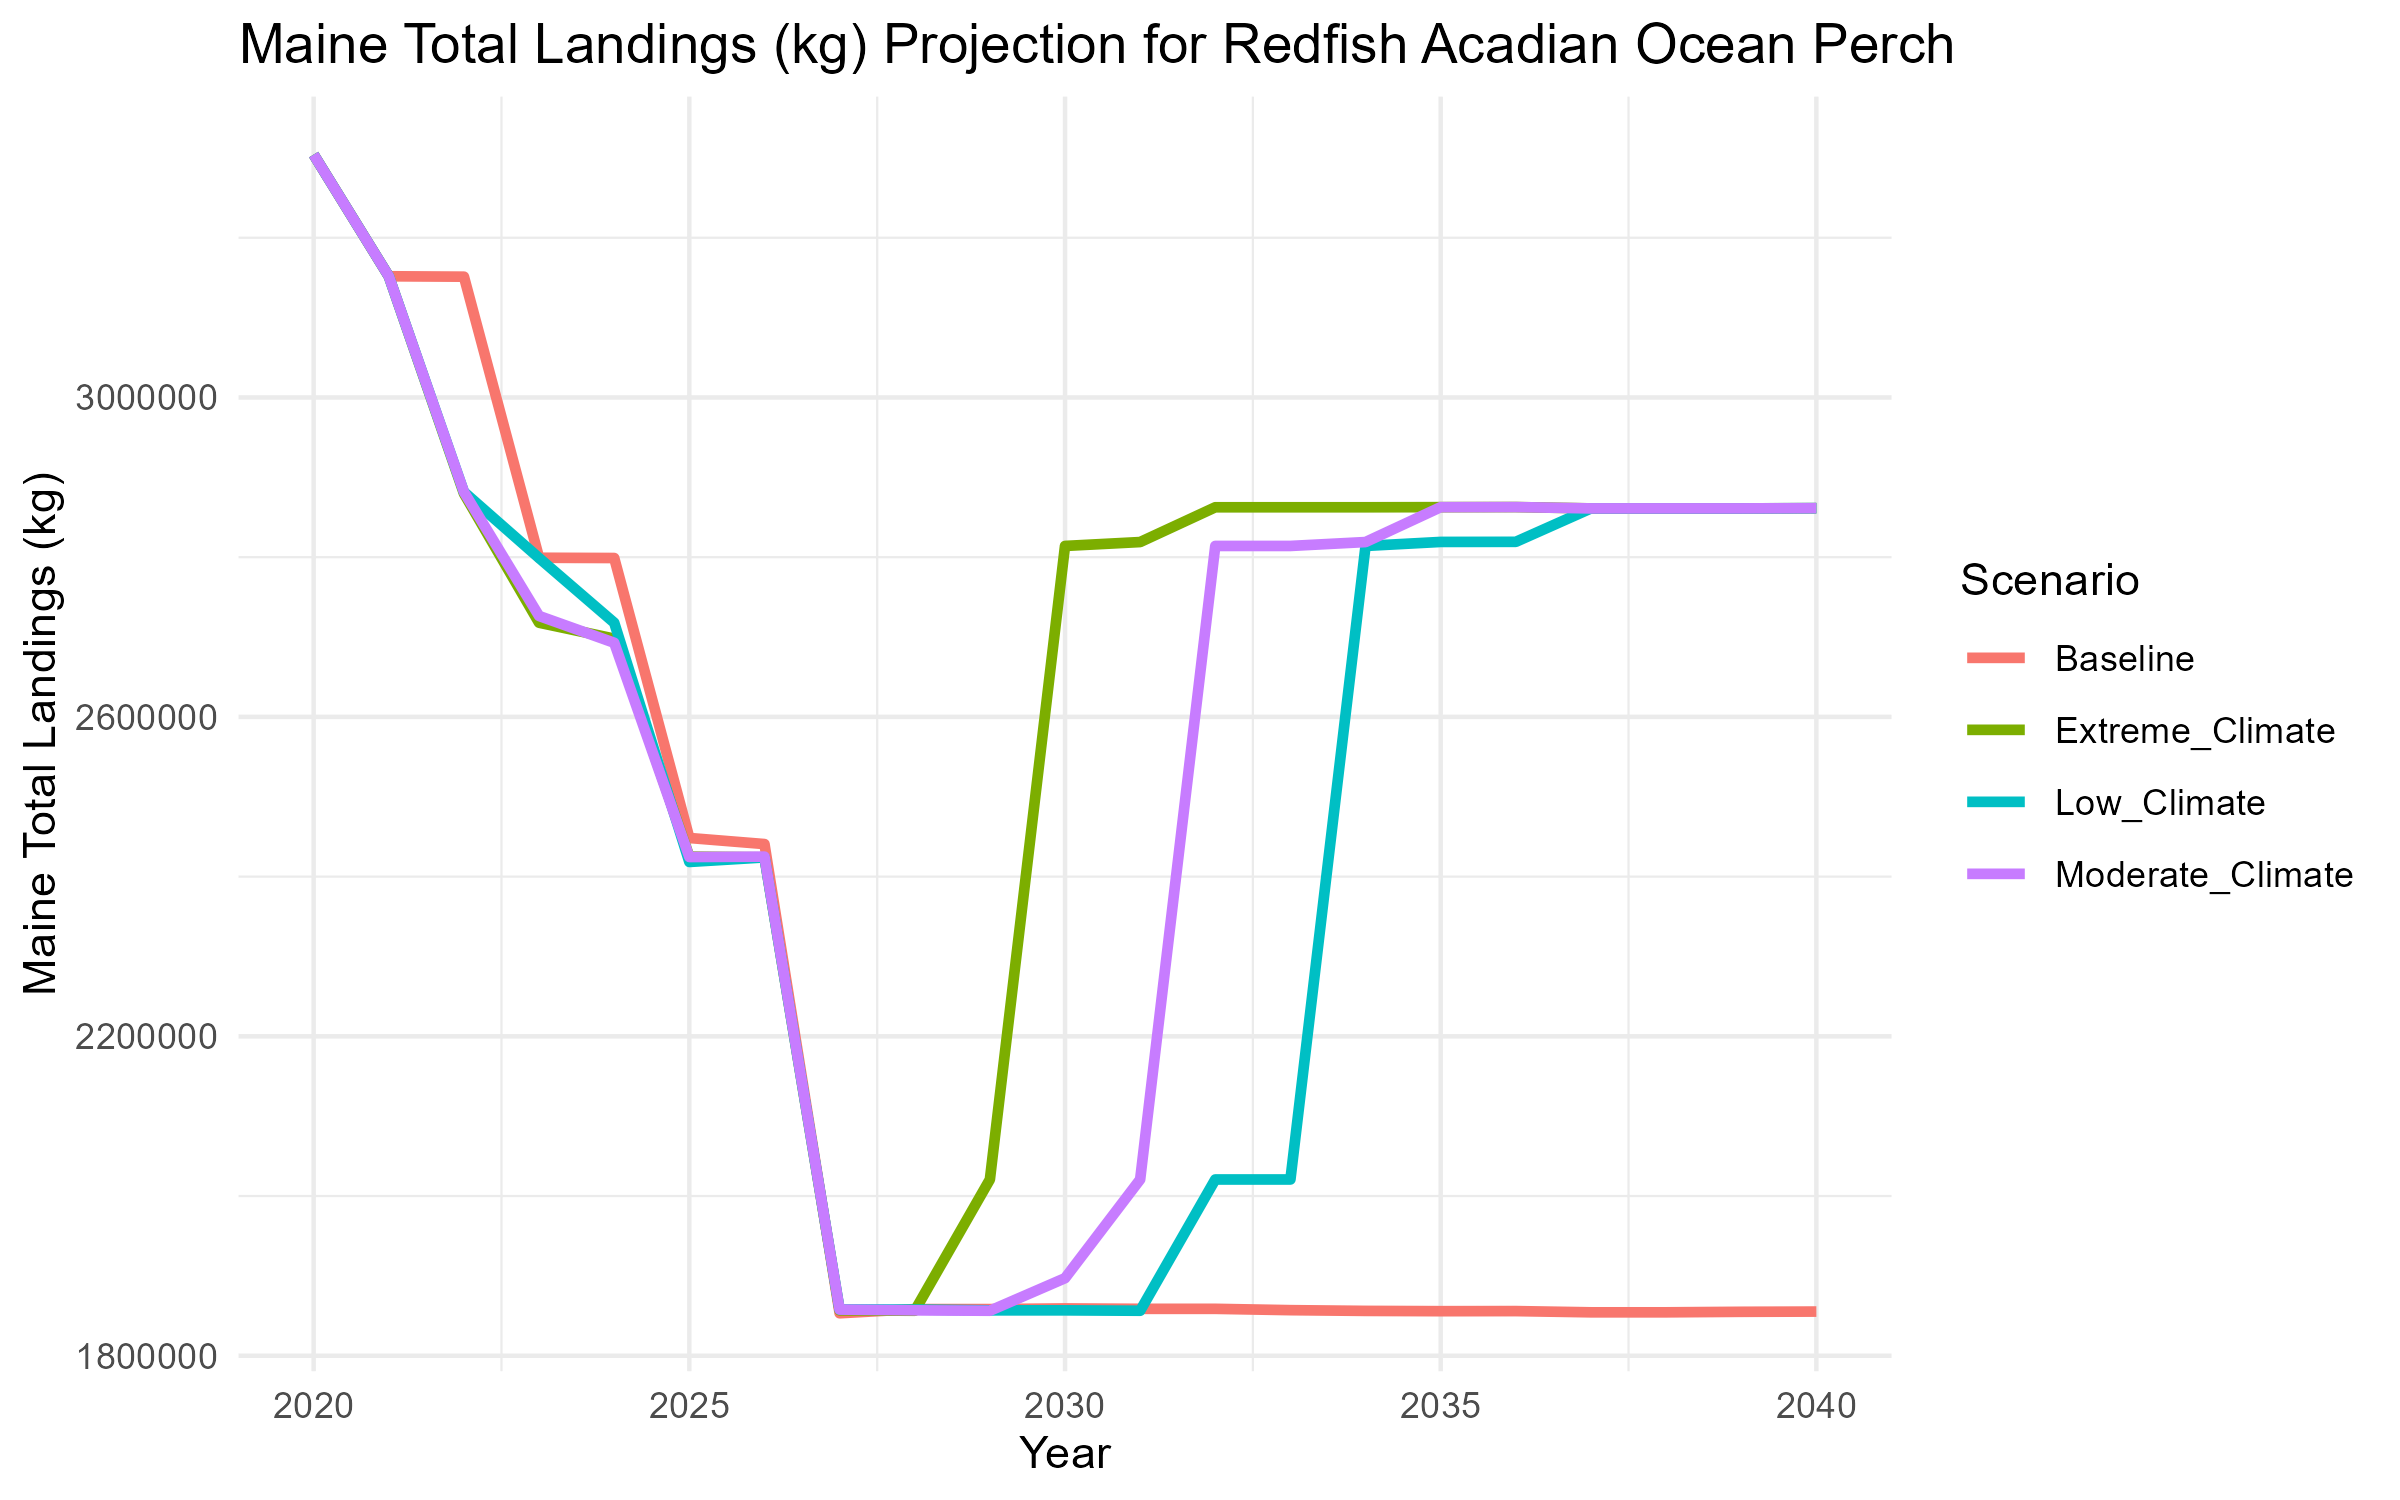 Maine Total Landings (kg) Projection for Redfish Acadian Ocean Perch
Maine Total Landings (kg)
3000000
2600000
2200000
1800000
2020
2025
2030
2035
2040
Year
Scenario
Baseline
Extreme_Climate
Low_Climate
Moderate_Climate